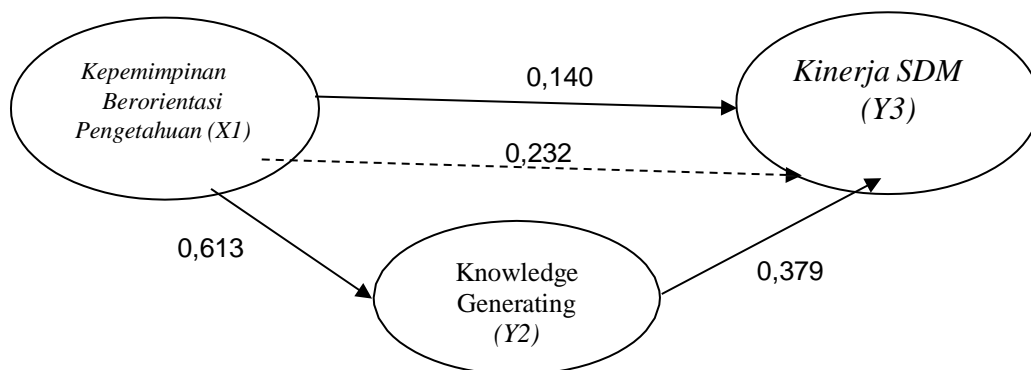 Kepemimpinan
Berorientasi
Pengetahuan (X1)
0,140
Kinerja SDM
(Y3)
0,232
0,613
Knowledge
Generating
(Y2)
0,379